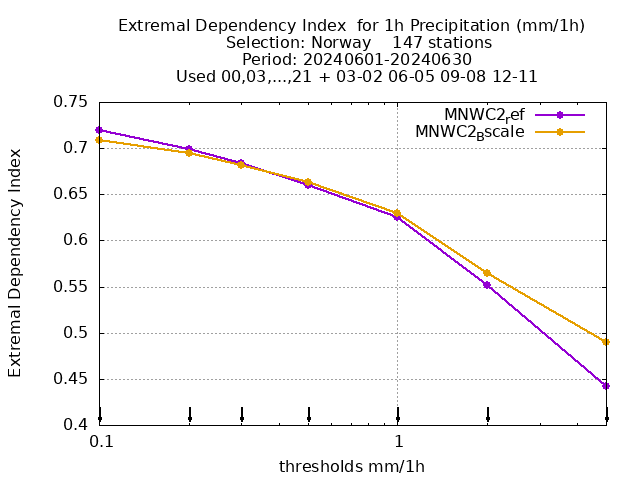 Extremal Dependency Index  for 1h Precipitation (mm/1h)
Selection: Norway    147 stations
Period: 20240601-20240630
Used 00,03,...,21 + 03-02 06-05 09-08 12-11
MNWC2ref
MNWC2Bscale
0.75
0.7
0.65
0.6
0.55
0.5
0.45
0.4
Extremal Dependency Index
0.1
1
thresholds mm/1h